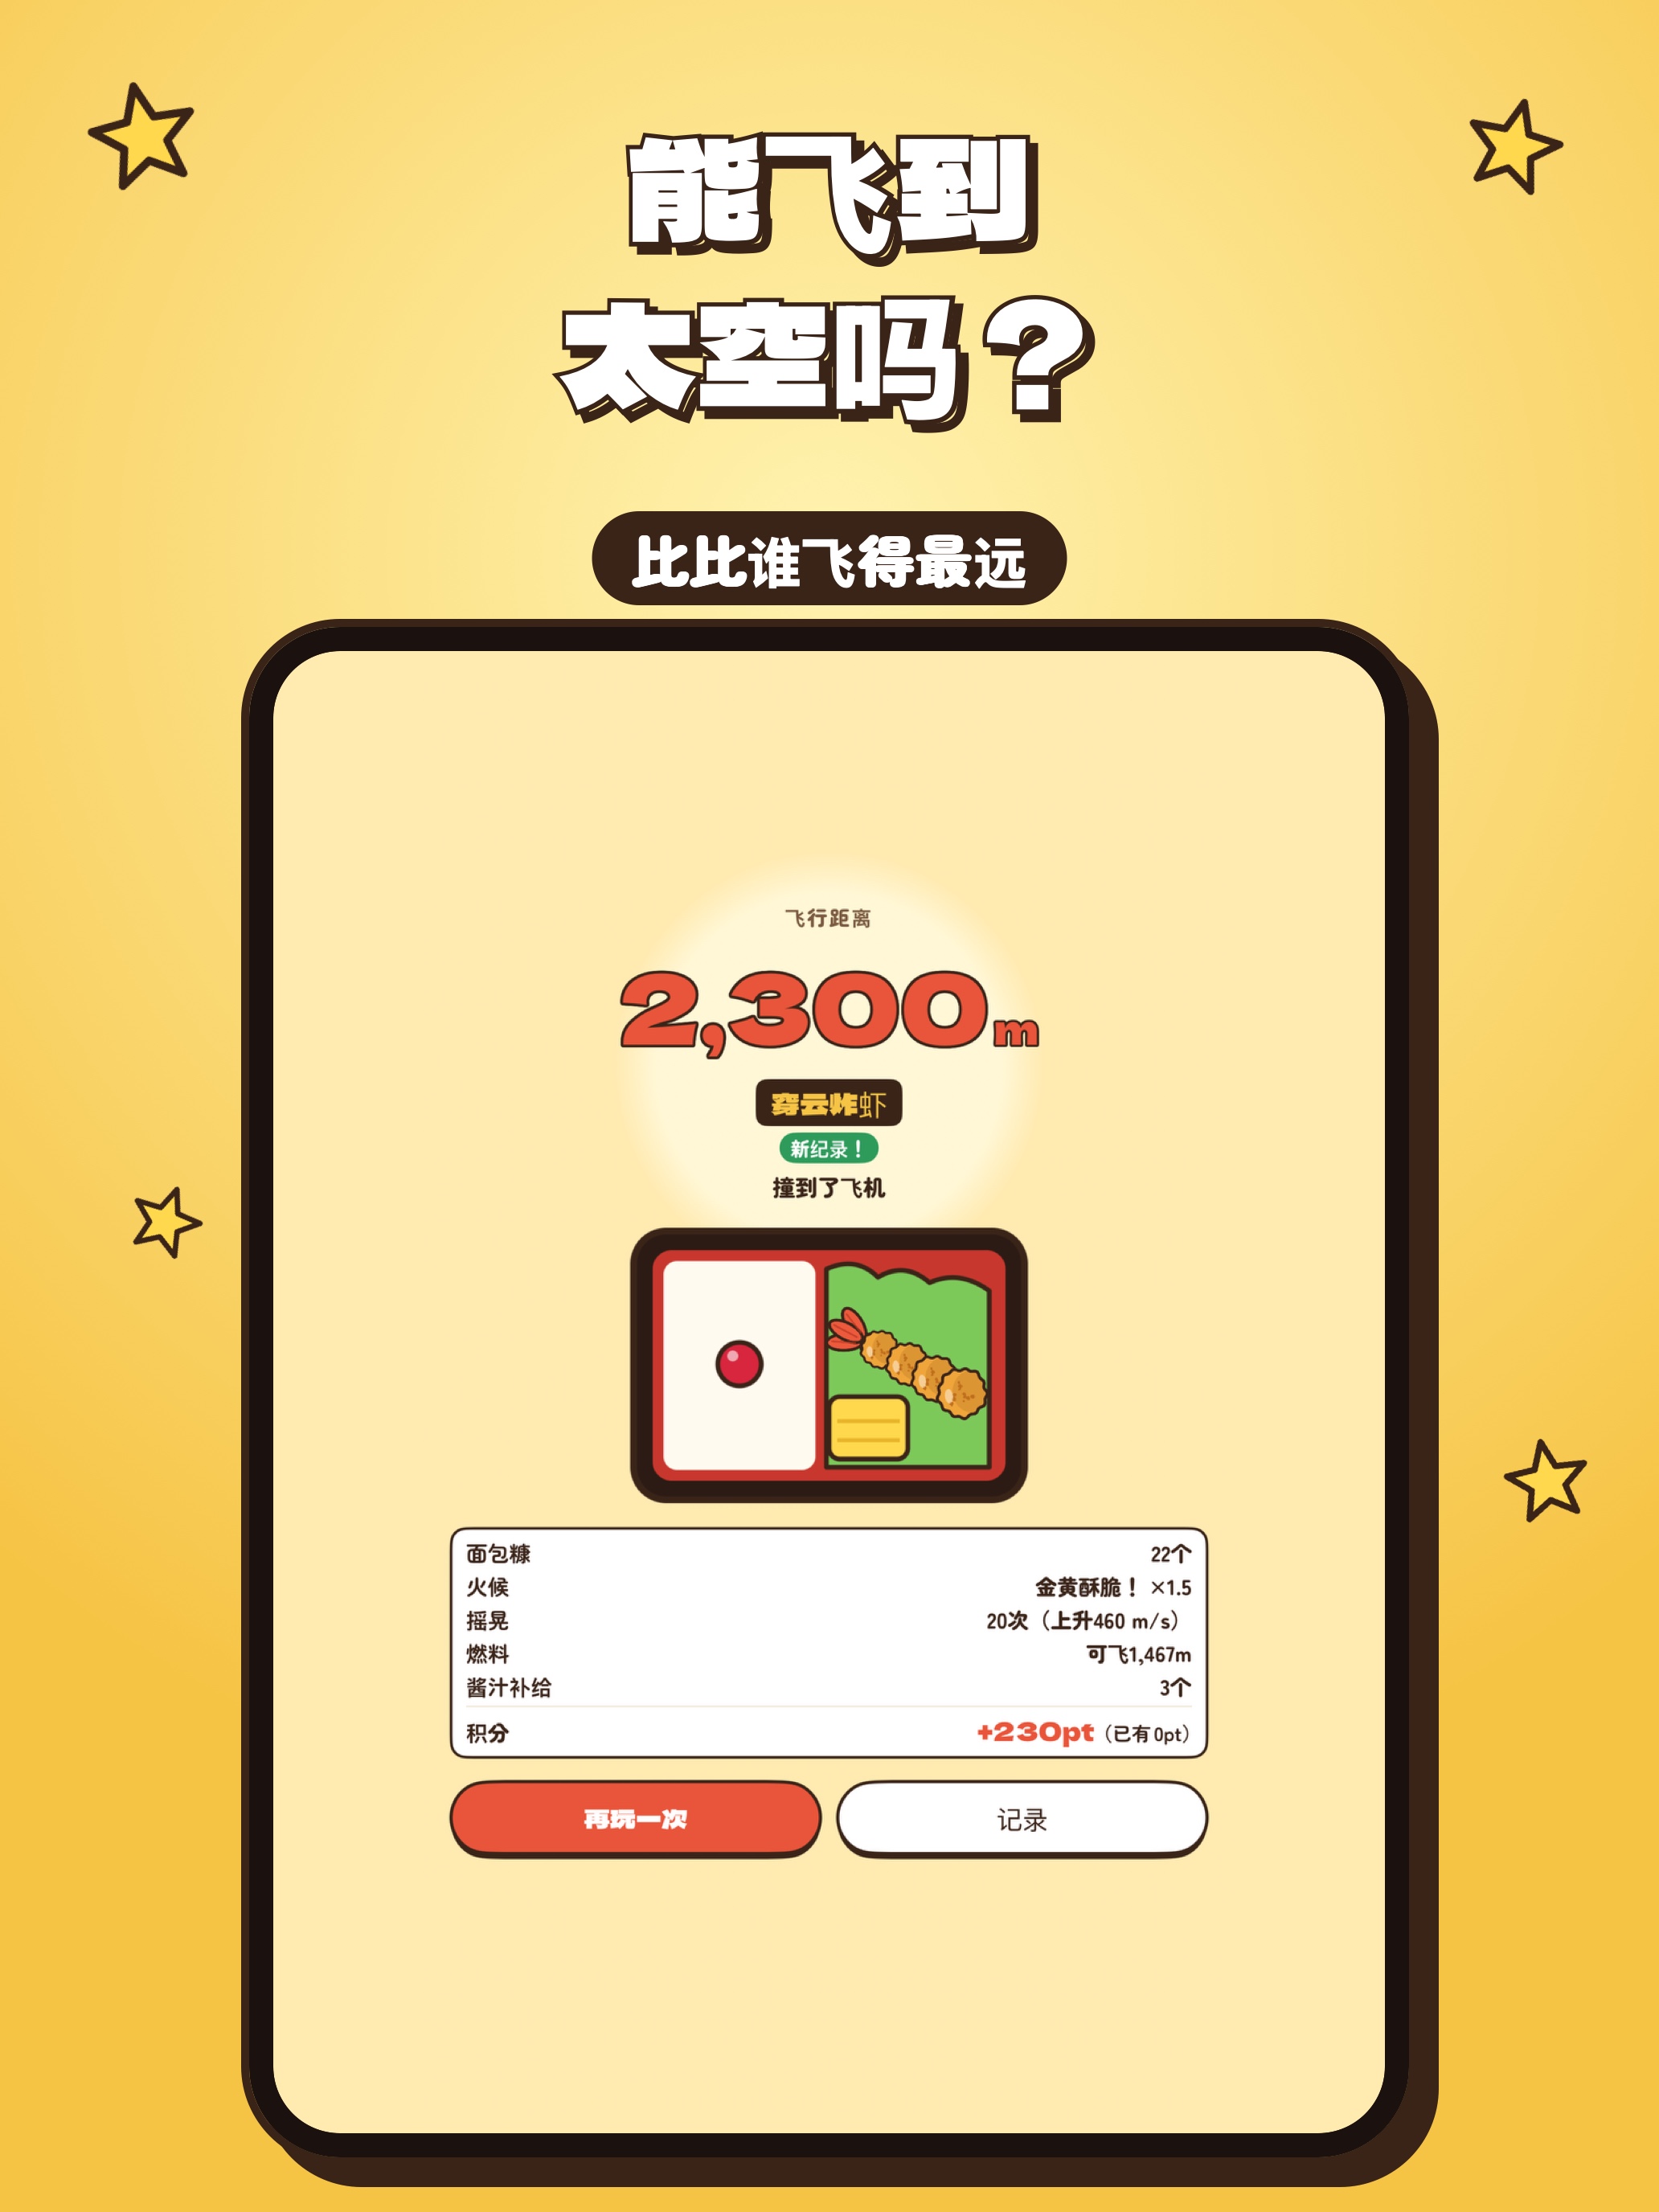 能飞到
太空吗？
比比谁飞得最远
飞行距离
2,300m
穿云炸虾
新纪录！
撞到了飞机
面包糠 22个
火候 金黄酥脆！ ×1.5
摇晃 20次（上升460 m/s）
燃料 可飞1,467m
酱汁补给 3个
积分 +230pt（已有0pt）
再玩一次 记录